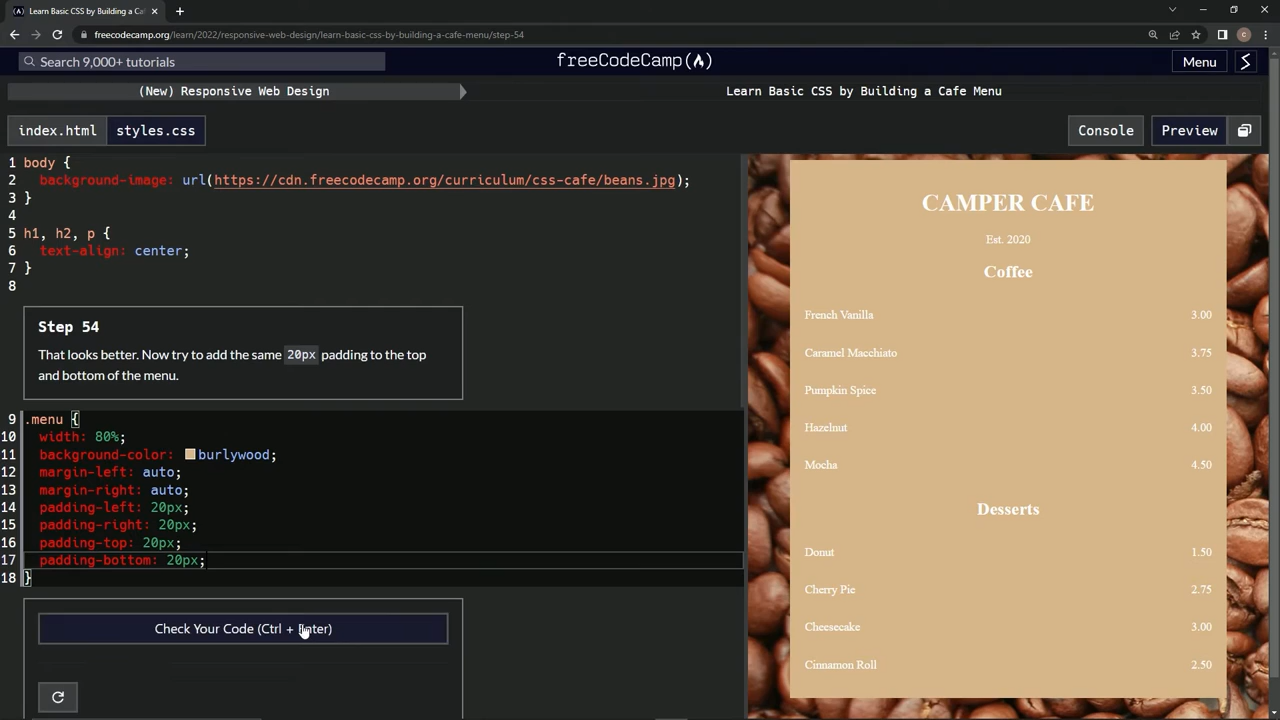 Learn Basic CSS by Building a Ca
freecodecamp.org/learn/2022/responsive-web-design/learn-basic-css-by-building-a-cafe-menu/step-54
Search 9,000+ tutorials
freeCodeCamp
Menu
(New) Responsive Web Design
Learn Basic CSS by Building a Cafe Menu
index.html
styles.css
Console
Preview
1 body {
2 background-image: url(https://cdn.freecodecamp.org/curriculum/css-cafe/beans.jpg);
3 }
4
5 h1, h2, p {
6 text-align: center;
7 }
8
Step 54
That looks better. Now try to add the same 20px padding to the top
and bottom of the menu.
9 .menu {
10 width: 80%;
11 background-color: burlywood;
12 margin-left: auto;
13 margin-right: auto;
14 padding-left: 20px;
15 padding-right: 20px;
16 padding-top: 20px;
17 padding-bottom: 20px;
18 }
Check Your Code (Ctrl + Enter)
CAMPER CAFE
Est. 2020
Coffee
French Vanilla 3.00
Caramel Macchiato 3.75
Pumpkin Spice 3.50
Hazelnut 4.00
Mocha 4.50
Desserts
Donut 1.50
Cherry Pie 2.75
Cheesecake 3.00
Cinnamon Roll 2.50